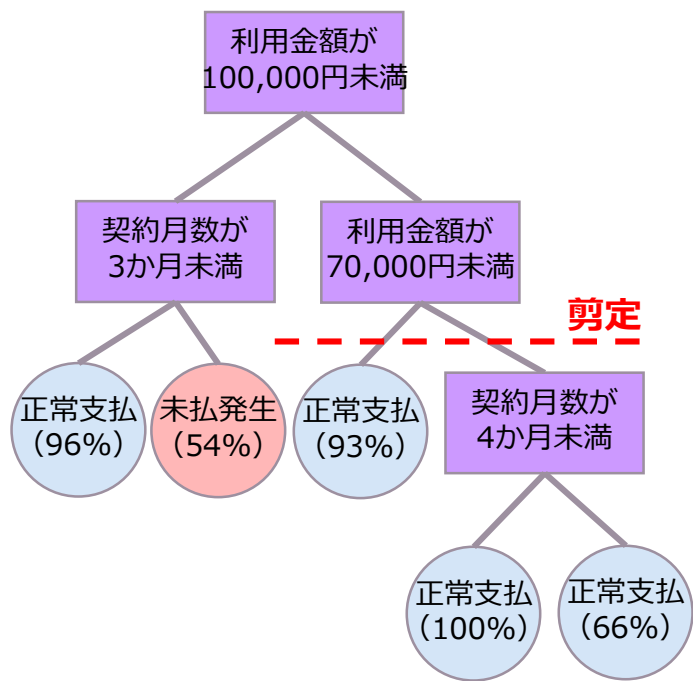 利用金額が
100,000円未満
契約月数が
3か月未満
利用金額が
70,000円未満
剪定
正常支払
（96%）
未払発生
（54%）
正常支払
（93%）
契約月数が
4か月未満
正常支払
（100%）
正常支払
（66%）